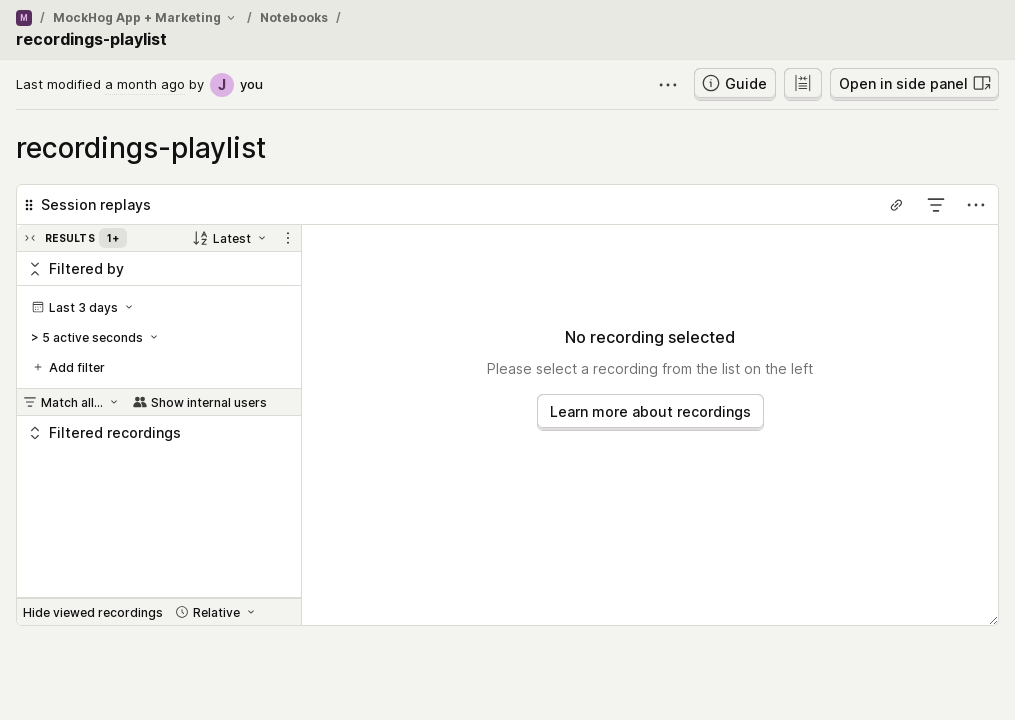 M / MockHog App + Marketing / Notebooks /
recordings-playlist
Last modified a month ago by J you
Guide
Open in side panel
recordings-playlist
Session replays
RESULTS 1+
Latest
Filtered by
Last 3 days
> 5 active seconds
+ Add filter
Match all...
Show internal users
Filtered recordings
No recording selected
Please select a recording from the list on the left
Learn more about recordings
Hide viewed recordings
Relative